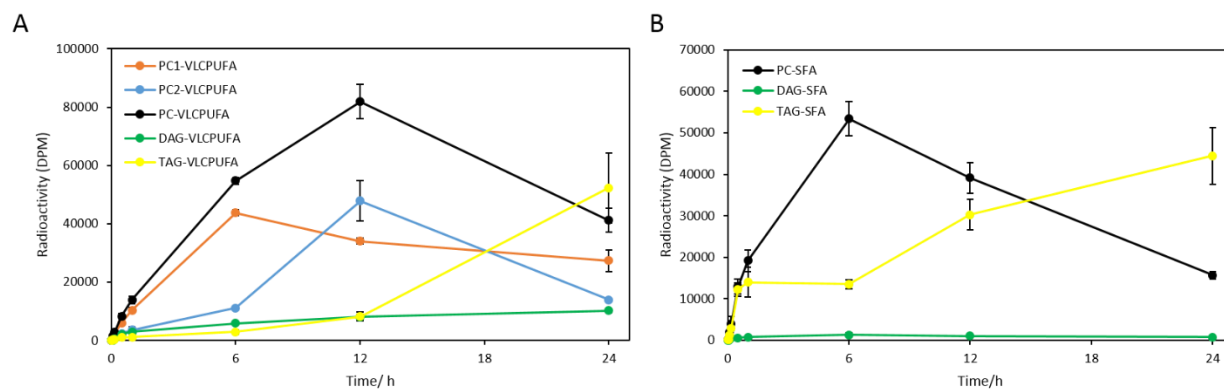 A
Radioactivity (DPM)
100000
80000
60000
40000
20000
0
PC1-VLCPUFA
PC2-VLCPUFA
PC-VLCPUFA
DAG-VLCPUFA
TAG-VLCPUFA
0 6 12 18 24
Time/ h
B
Radioactivity (DPM)
70000
60000
50000
40000
30000
20000
10000
0
PC-SFA
DAG-SFA
TAG-SFA
0 6 12 18 24
Time/h